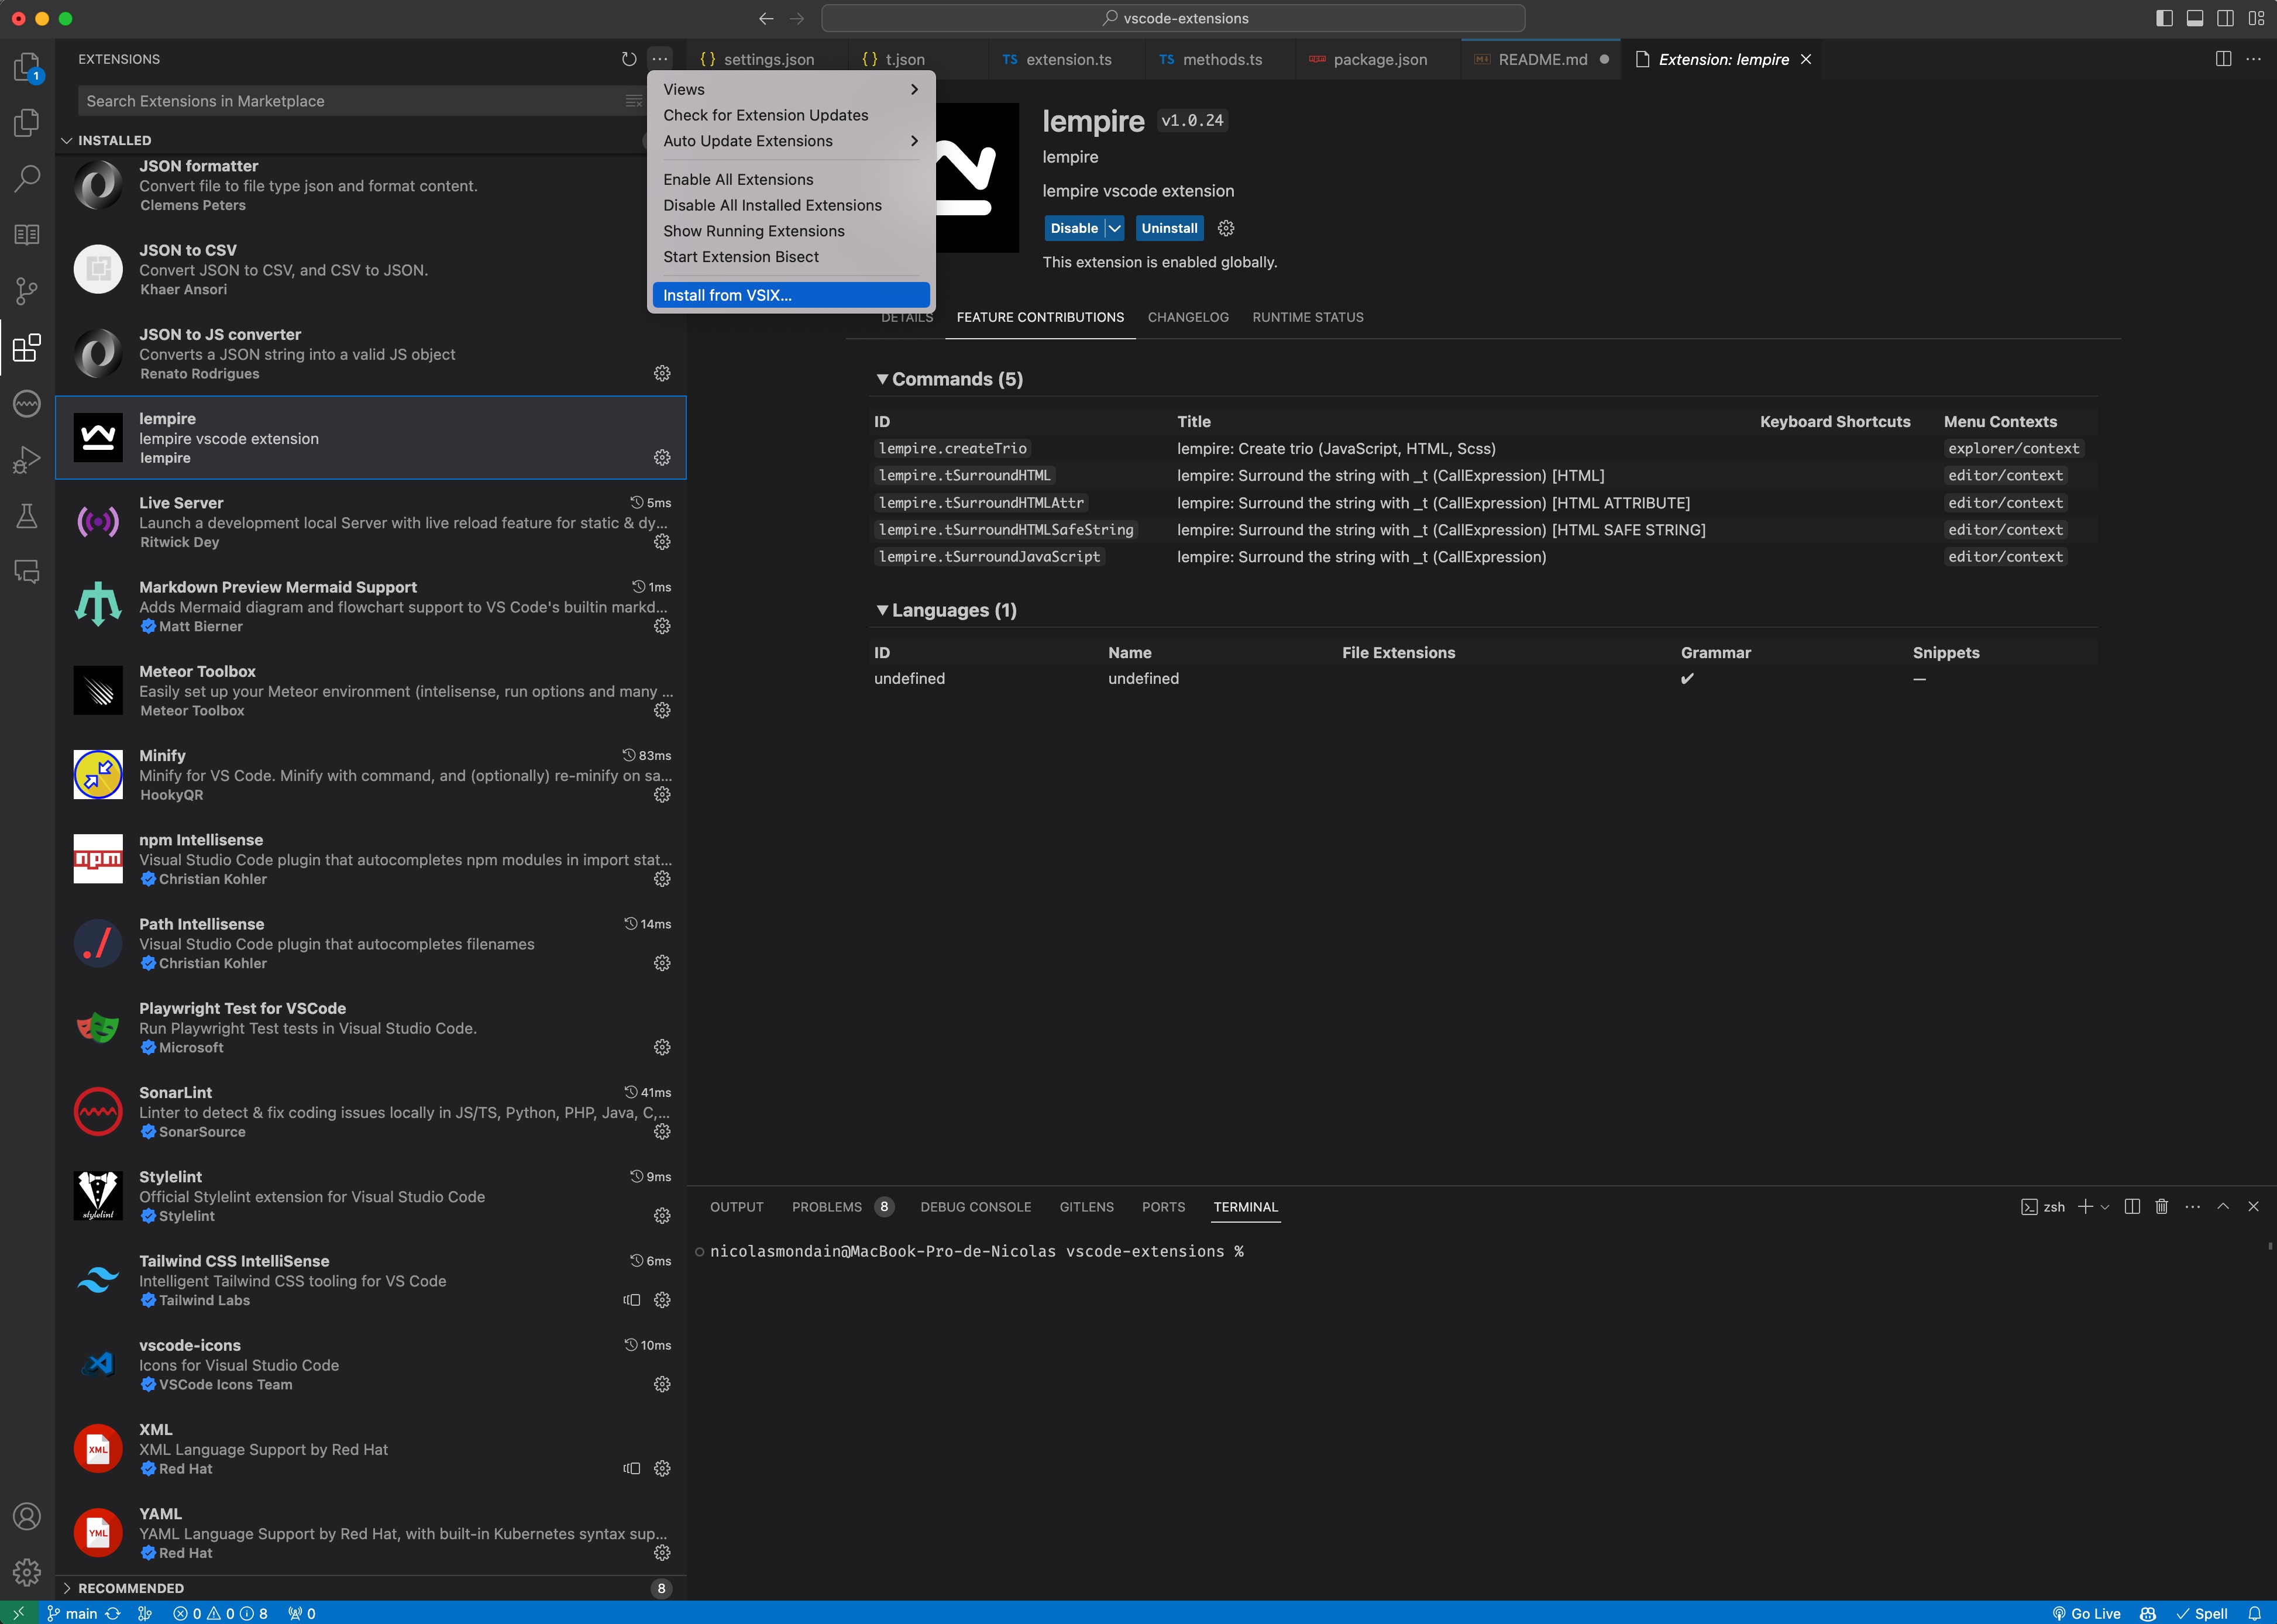 vscode-extensions
1
EXTENSIONS
Search Extensions in Marketplace
INSTALLED
JSON formatter
Convert file to file type json and format content.
Clemens Peters
JSON to CSV
Convert JSON to CSV, and CSV to JSON.
Khaer Ansori
JSON to JS converter
Converts a JSON string into a valid JS object
Renato Rodrigues
lempire
lempire vscode extension
lempire
Live Server
5ms
Launch a development local Server with live reload feature for static & dy...
Ritwick Dey
Markdown Preview Mermaid Support
1ms
Adds Mermaid diagram and flowchart support to VS Code's builtin markd...
Matt Bierner
Meteor Toolbox
Easily set up your Meteor environment (intelisense, run options and many ...
Meteor Toolbox
Minify
83ms
Minify for VS Code. Minify with command, and (optionally) re-minify on sa...
HookyQR
npm
npm Intellisense
Visual Studio Code plugin that autocompletes npm modules in import stat...
Christian Kohler
Path Intellisense
14ms
Visual Studio Code plugin that autocompletes filenames
Christian Kohler
Playwright Test for VSCode
Run Playwright Test tests in Visual Studio Code.
Microsoft
SonarLint
41ms
Linter to detect & fix coding issues locally in JS/TS, Python, PHP, Java, C,...
SonarSource
stylelint
Stylelint
9ms
Official Stylelint extension for Visual Studio Code
Stylelint
Tailwind CSS IntelliSense
6ms
Intelligent Tailwind CSS tooling for VS Code
Tailwind Labs
vscode-icons
10ms
Icons for Visual Studio Code
VSCode Icons Team
XML
XML
XML Language Support by Red Hat
Red Hat
YML
YAML
YAML Language Support by Red Hat, with built-in Kubernetes syntax sup...
Red Hat
RECOMMENDED
8
Views
Check for Extension Updates
Auto Update Extensions
Enable All Extensions
Disable All Installed Extensions
Show Running Extensions
Start Extension Bisect
Install from VSIX...
{ } settings.json
{ } t.json
TS extension.ts
TS methods.ts
npm package.json
README.md
Extension: lempire
lempire v1.0.24
lempire
lempire vscode extension
Disable
Uninstall
This extension is enabled globally.
DETAILS FEATURE CONTRIBUTIONS CHANGELOG RUNTIME STATUS
Commands (5)
ID Title Keyboard Shortcuts Menu Contexts
lempire.createTrio lempire: Create trio (JavaScript, HTML, Scss) explorer/context
lempire.tSurroundHTML lempire: Surround the string with _t (CallExpression) [HTML] editor/context
lempire.tSurroundHTMLAttr lempire: Surround the string with _t (CallExpression) [HTML ATTRIBUTE] editor/context
lempire.tSurroundHTMLSafeString lempire: Surround the string with _t (CallExpression) [HTML SAFE STRING] editor/context
lempire.tSurroundJavaScript lempire: Surround the string with _t (CallExpression) editor/context
Languages (1)
ID Name File Extensions Grammar Snippets
undefined undefined ✔ —
OUTPUT PROBLEMS 8 DEBUG CONSOLE GITLENS PORTS TERMINAL
zsh
nicolasmondain@MacBook-Pro-de-Nicolas vscode-extensions %
main 0 0 8 0
Go Live Spell